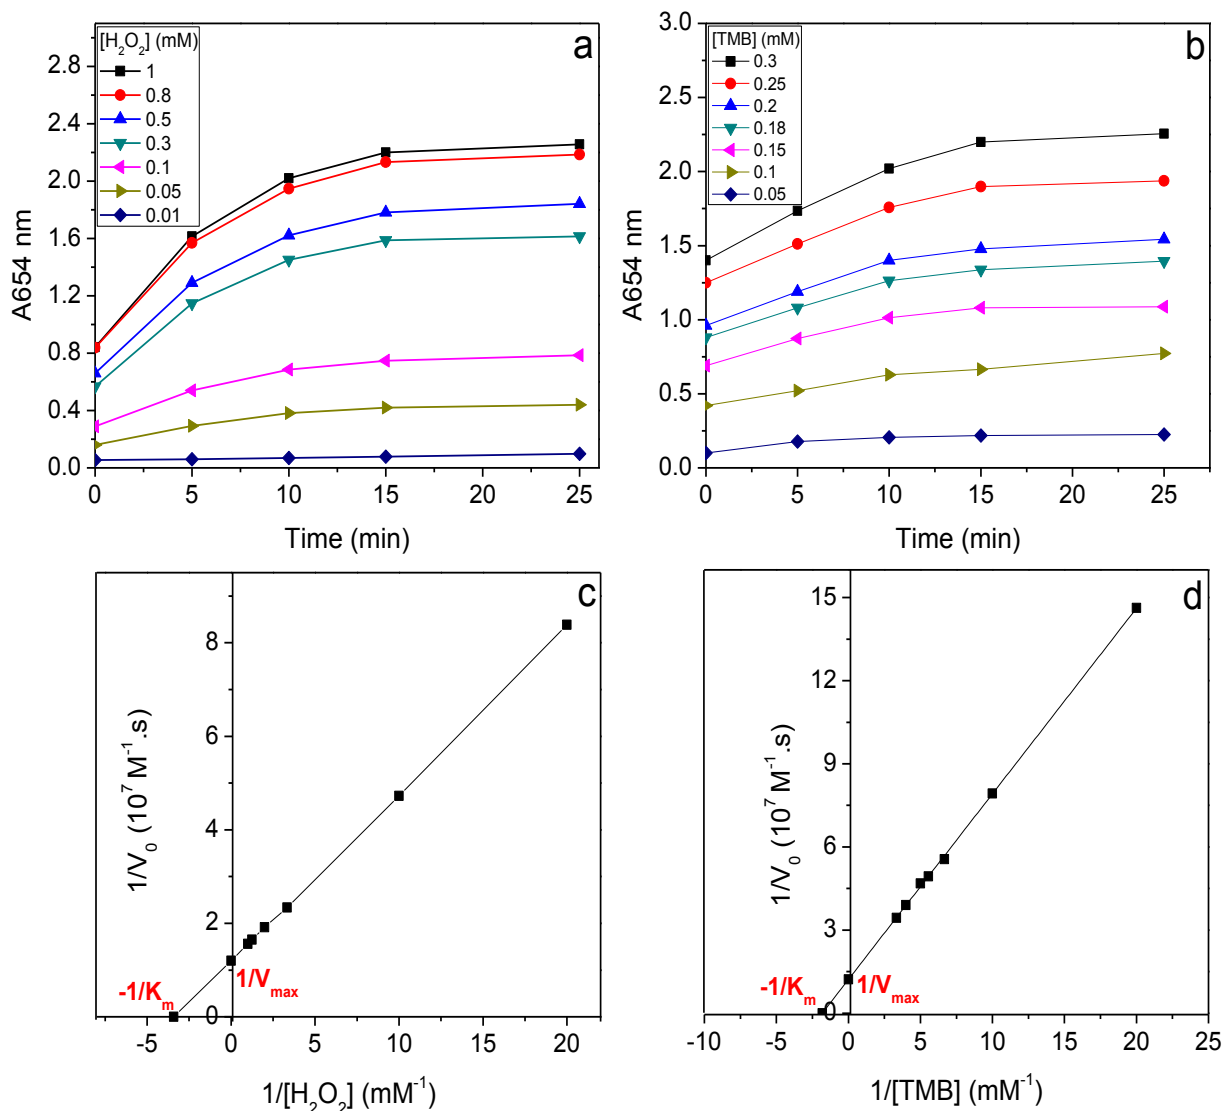 a
[H₂O₂] (mM)
1
0.8
0.5
0.3
0.1
0.05
0.01
2.8
2.4
2.0
1.6
1.2
0.8
0.4
0.0
A654 nm
0 5 10 15 20 25
Time (min)
b
[TMB] (mM)
0.3
0.25
0.2
0.18
0.15
0.1
0.05
3.0
2.5
2.0
1.5
1.0
0.5
0.0
A654 nm
0 5 10 15 20 25
Time (min)
c
8
6
4
2
0
1/V₀ (10⁷ M⁻¹.s)
-1/Kₘ
1/Vₘₐₓ
-5 0 5 10 15 20
1/[H₂O₂] (mM⁻¹)
d
15
12
9
6
3
0
1/V₀ (10⁷ M⁻¹.s)
-1/Kₘ
1/Vₘₐₓ
-10 -5 0 5 10 15 20 25
1/[TMB] (mM⁻¹)